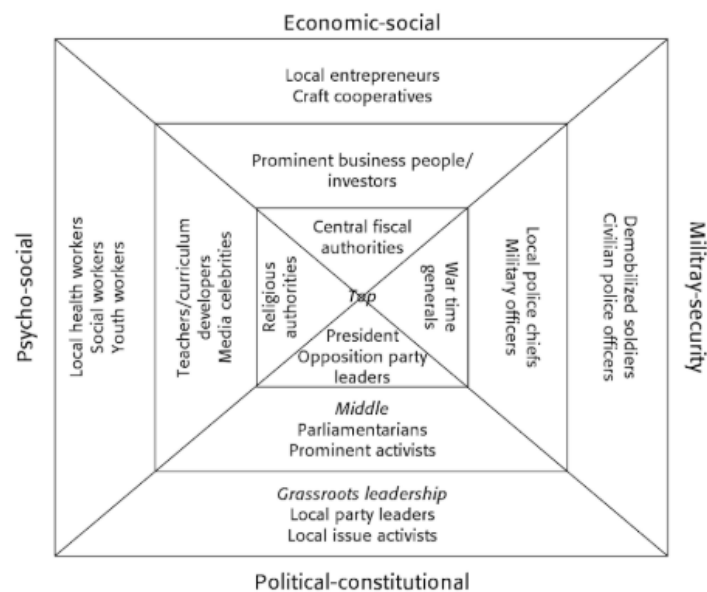 Economic-social
Local entrepreneurs
Craft cooperatives
Prominent business people/
investors
Central fiscal
authorities
Psycho-social
Local health workers
Social workers
Youth workers
Teachers/curriculum
developers
Media celebrities
Religious
authorities
Top
War time
generals
Local police chiefs
Military officers
Demobilized soldiers
Civilian police officers
Militray-security
President
Opposition party
leaders
Middle
Parliamentarians
Prominent activists
Grassroots leadership
Local party leaders
Local issue activists
Political-constitutional